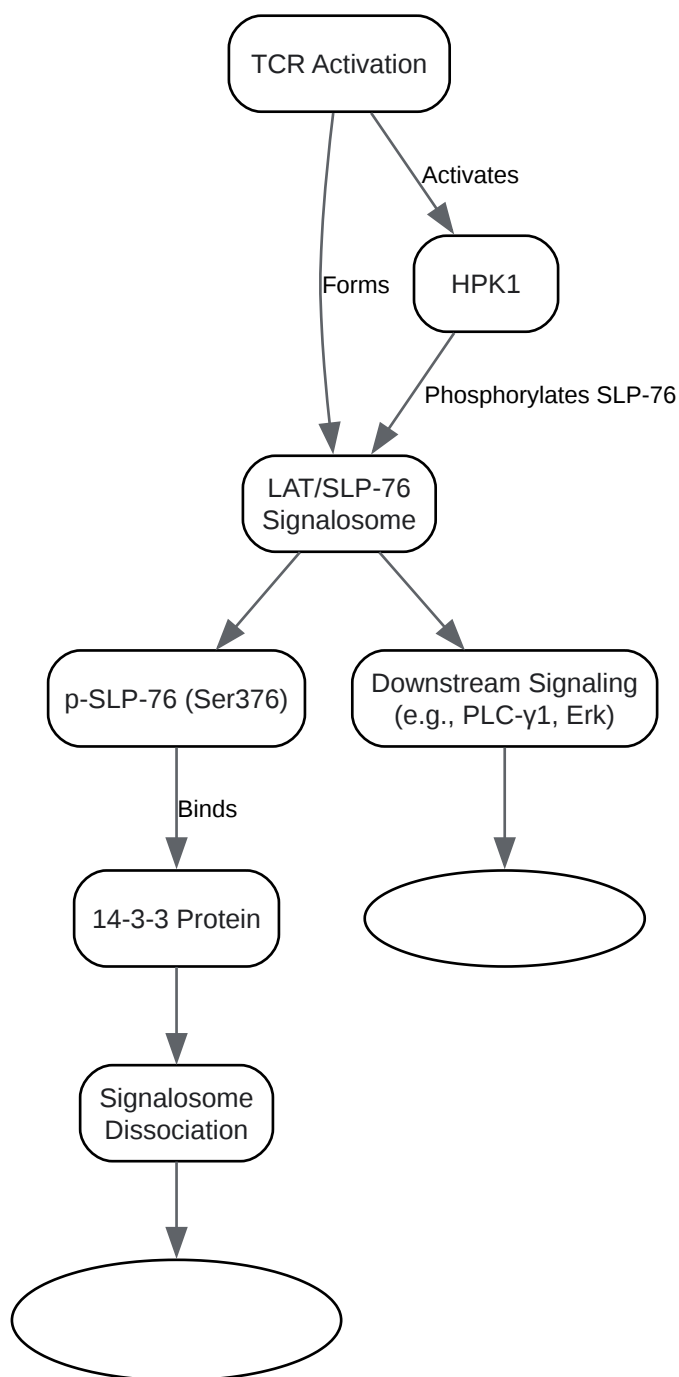 TCR Activation
Activates
HPK1
Forms
Phosphorylates SLP-76
LAT/SLP-76
Signalosome
p-SLP-76 (Ser376)
Downstream Signaling
(e.g., PLC-γ1, Erk)
Binds
14-3-3 Protein
Signalosome
Dissociation